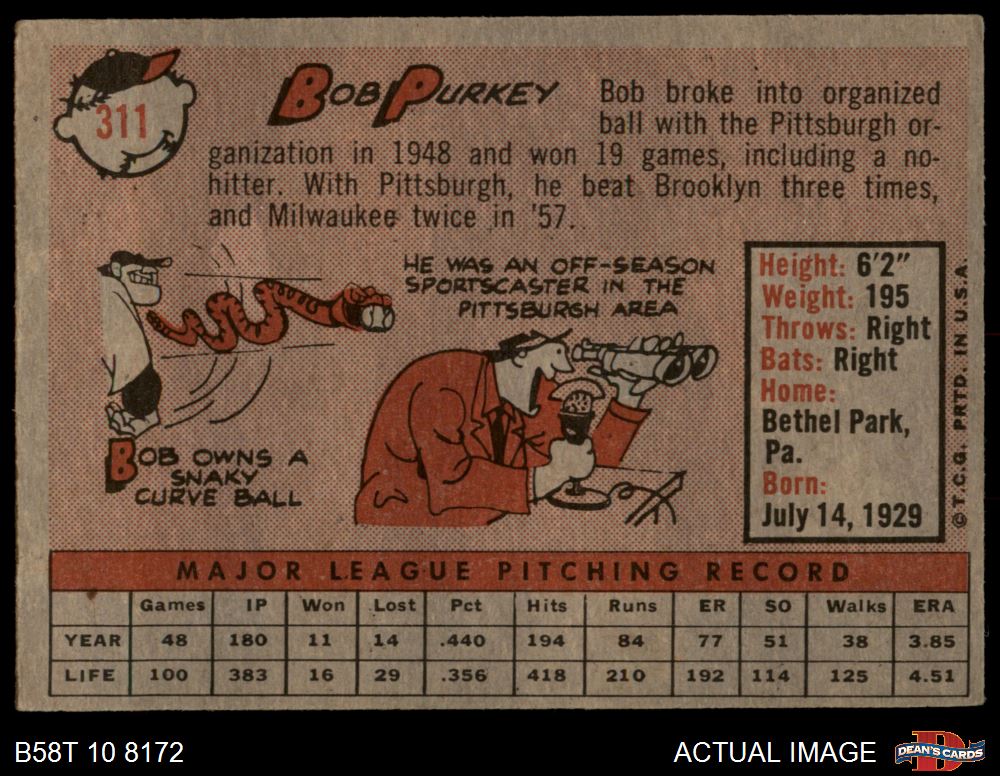 311
BOB PURKEY
Bob broke into organized
ball with the Pittsburgh or-
ganization in 1948 and won 19 games, including a no-
hitter. With Pittsburgh, he beat Brooklyn three times,
and Milwaukee twice in '57.
HE WAS AN OFF-SEASON
SPORTSCASTER IN THE
PITTSBURGH AREA
BOB OWNS A
SNAKY
CURVE BALL
Height: 6'2"
Weight: 195
Throws: Right
Bats: Right
Home:
Bethel Park,
Pa.
Born:
July 14, 1929
© T.C.G. PRTD. IN U.S.A.
MAJOR LEAGUE PITCHING RECORD
Games IP Won Lost Pct Hits Runs ER SO Walks ERA
YEAR 48 180 11 14 .440 194 84 77 51 38 3.85
LIFE 100 383 16 29 .356 418 210 192 114 125 4.51
B58T 10 8172
ACTUAL IMAGE
DEAN'S CARDS